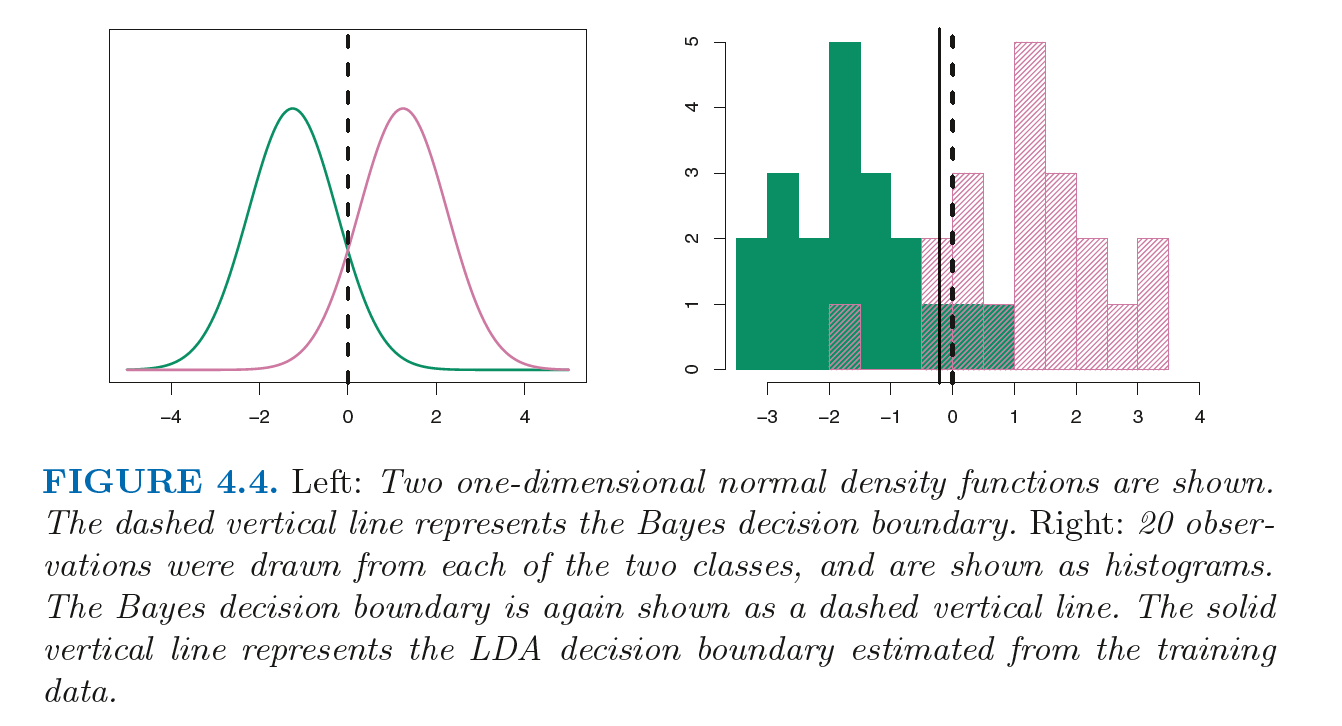 −4 −2 0 2 4
0 1 2 3 4 5
−3 −2 −1 0 1 2 3 4
FIGURE 4.4. Left: Two one-dimensional normal density functions are shown.
The dashed vertical line represents the Bayes decision boundary. Right: 20 obser-
vations were drawn from each of the two classes, and are shown as histograms.
The Bayes decision boundary is again shown as a dashed vertical line. The solid
vertical line represents the LDA decision boundary estimated from the training
data.